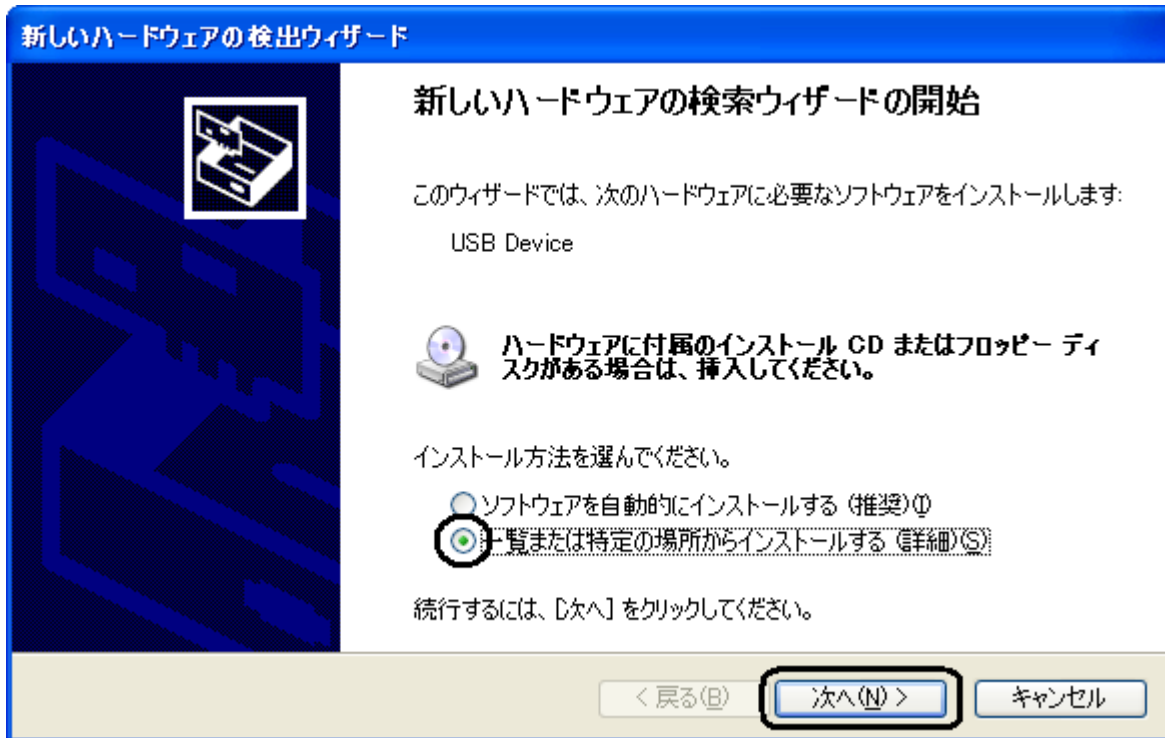 新しいハードウェアの検出ウィザード
新しいハードウェアの検索ウィザードの開始
このウィザードでは、次のハードウェアに必要なソフトウェアをインストールします:
USB Device
ハードウェアに付属のインストール CD またはフロッピー ディ
スクがある場合は、挿入してください。
インストール方法を選んでください。
ソフトウェアを自動的にインストールする (推奨)(I)
一覧または特定の場所からインストールする (詳細)(S)
続行するには、[次へ] をクリックしてください。
< 戻る(B) 次へ(N) > キャンセル